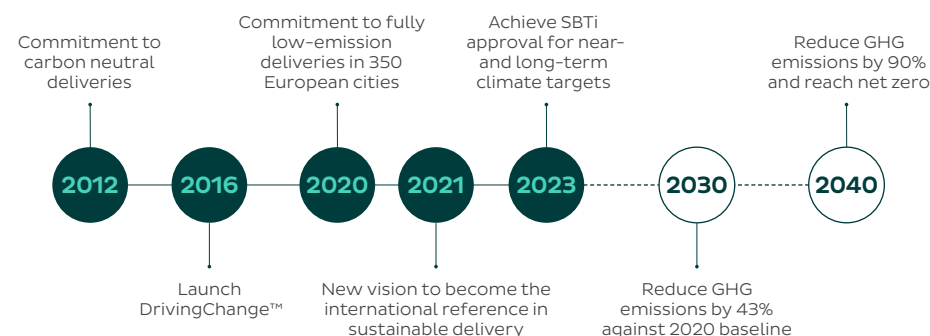 Commitment to
carbon neutral
deliveries
Commitment to fully
low-emission
deliveries in 350
European cities
Achieve SBTi
approval for near-
and long-term
climate targets
Reduce GHG
emissions by 90%
and reach net zero
2012
2016
2020
2021
2023
2030
2040
Launch
DrivingChange™
New vision to become the
international reference in
sustainable delivery
Reduce GHG
emissions by 43%
against 2020 baseline